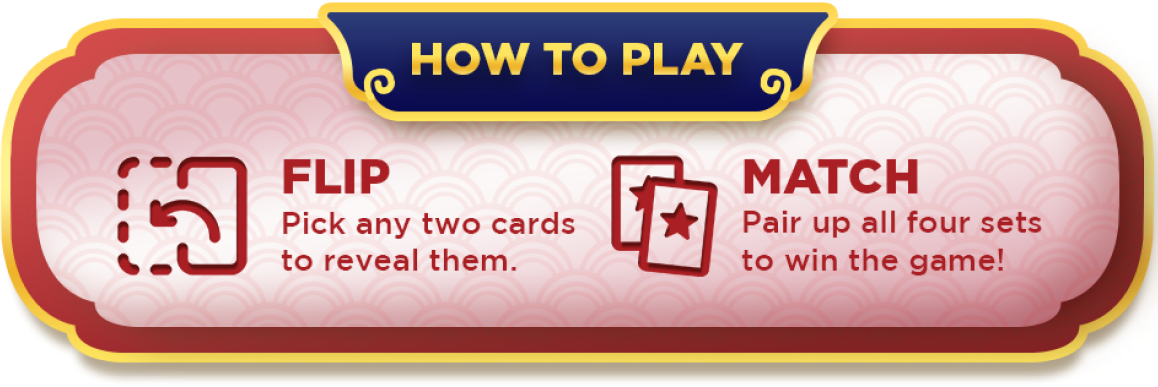 HOW TO PLAY
FLIP
Pick any two cards
to reveal them.
MATCH
Pair up all four sets
to win the game!